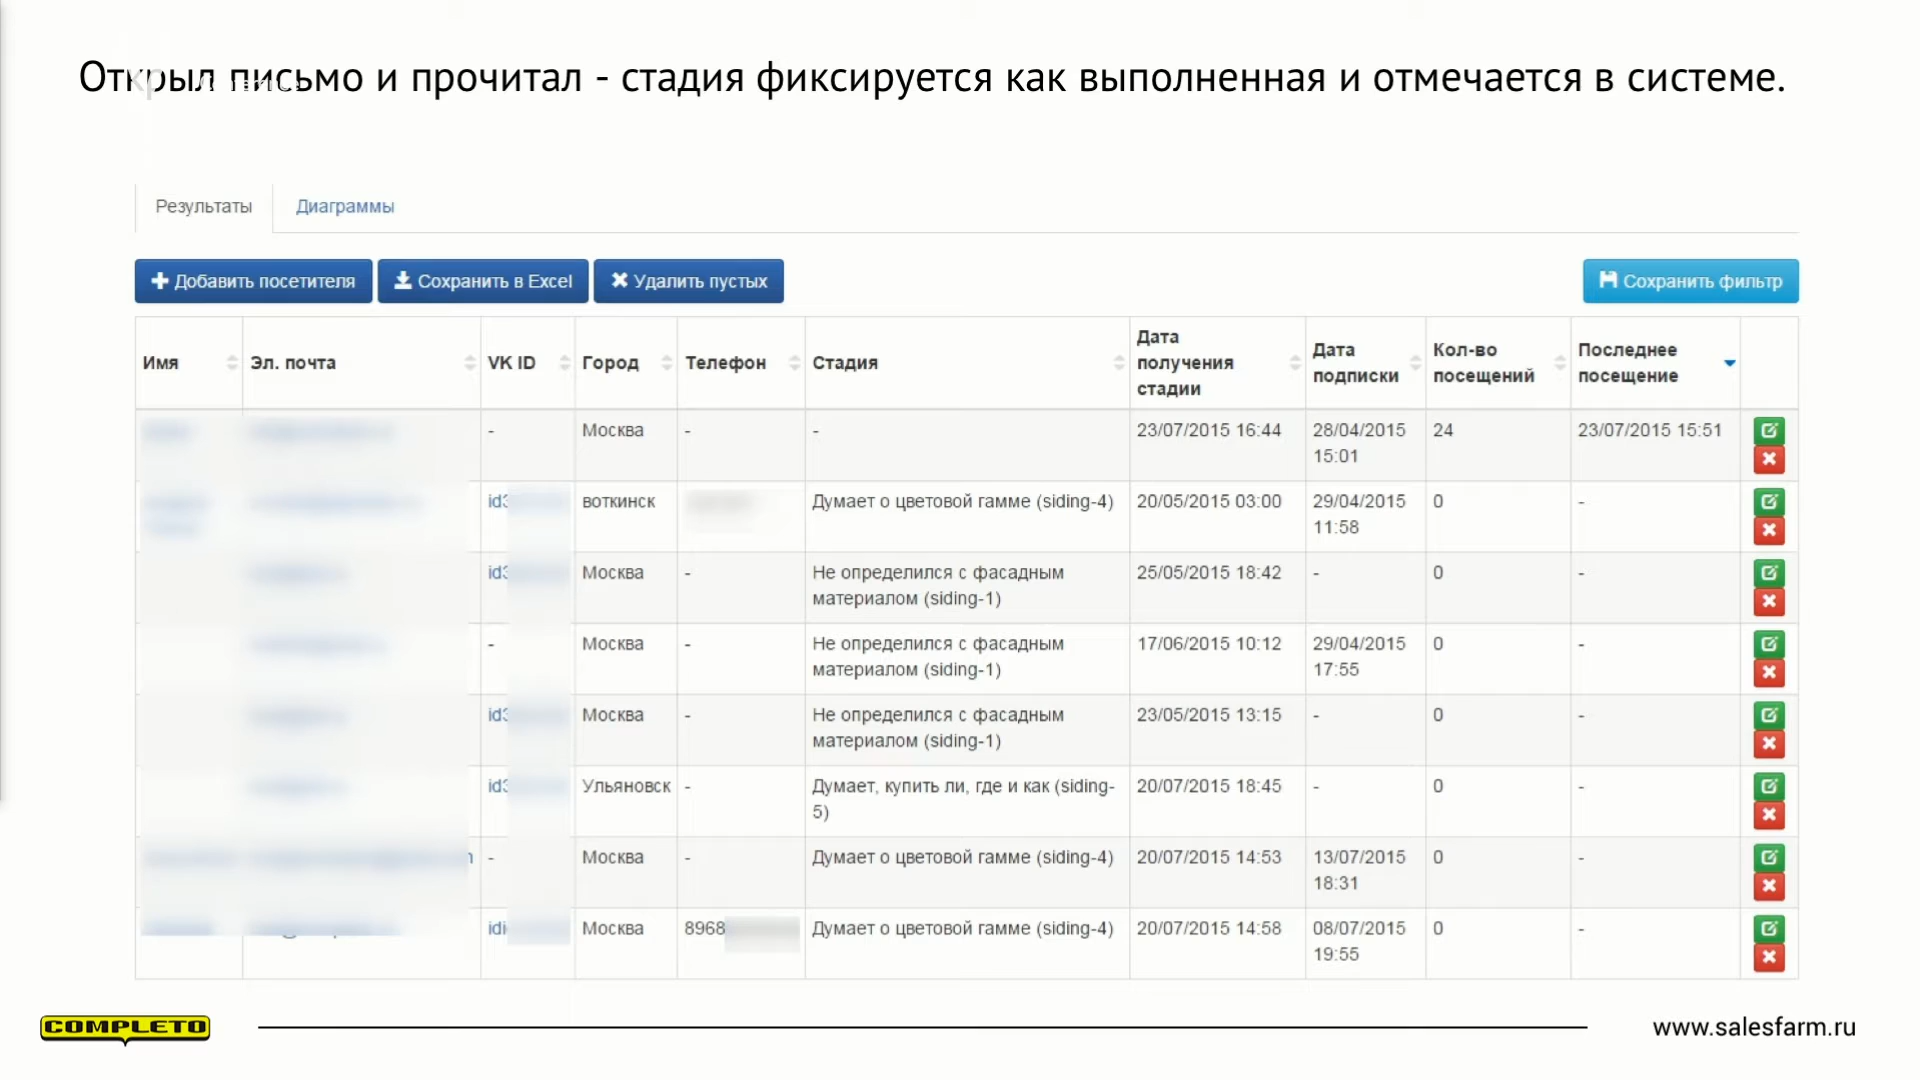 Открыл письмо и прочитал - стадия фиксируется как выполненная и отмечается в системе.
Результаты Диаграммы
Добавить посетителя Сохранить в Excel Удалить пустых Сохранить фильтр
Имя Эл. почта VK ID Город Телефон Стадия Дата получения стадии Дата подписки Кол-во посещений Последнее посещение
- Москва - - 23/07/2015 16:44 28/04/2015 15:01 24 23/07/2015 15:51
id3 воткинск Думает о цветовой гамме (siding-4) 20/05/2015 03:00 29/04/2015 11:58 0 -
id3 Москва - Не определился с фасадным материалом (siding-1) 25/05/2015 18:42 - 0 -
- Москва - Не определился с фасадным материалом (siding-1) 17/06/2015 10:12 29/04/2015 17:55 0 -
id3 Москва - Не определился с фасадным материалом (siding-1) 23/05/2015 13:15 - 0 -
id3 Ульяновск - Думает, купить ли, где и как (siding-5) 20/07/2015 18:45 - 0 -
- Москва - Думает о цветовой гамме (siding-4) 20/07/2015 14:53 13/07/2015 18:31 0 -
idi Москва 8968 Думает о цветовой гамме (siding-4) 20/07/2015 14:58 08/07/2015 19:55 0 -
COMPLETO
www.salesfarm.ru